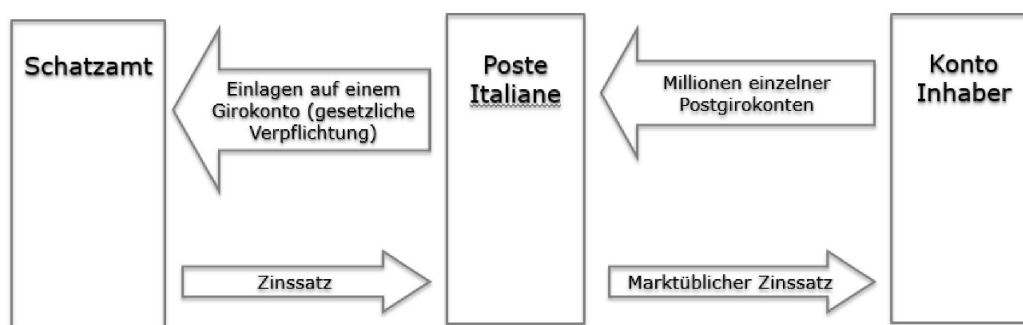 Schatzamt
Einlagen auf einem
Girokonto (gesetzliche
Verpflichtung)
Poste
Italiane
Millionen einzelner
Postgirokonten
Konto
Inhaber
Zinssatz
Marktüblicher Zinssatz